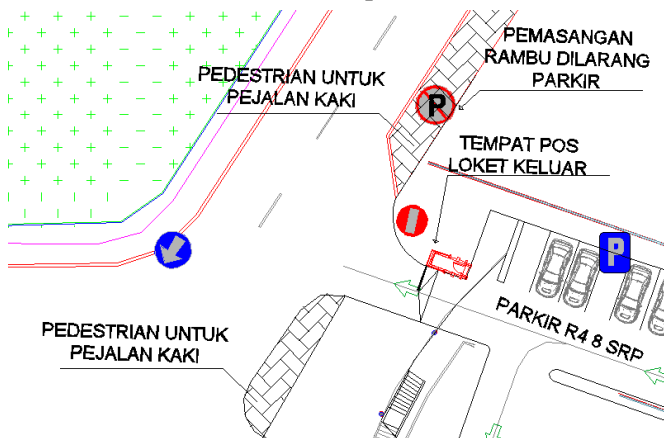 PEMASANGAN
RAMBU DILARANG
PARKIR
PEDESTRIAN UNTUK
PEJALAN KAKI
P
TEMPAT POS
LOKET KELUAR
P
PARKIR R4 8 SRP
PEDESTRIAN UNTUK
PEJALAN KAKI